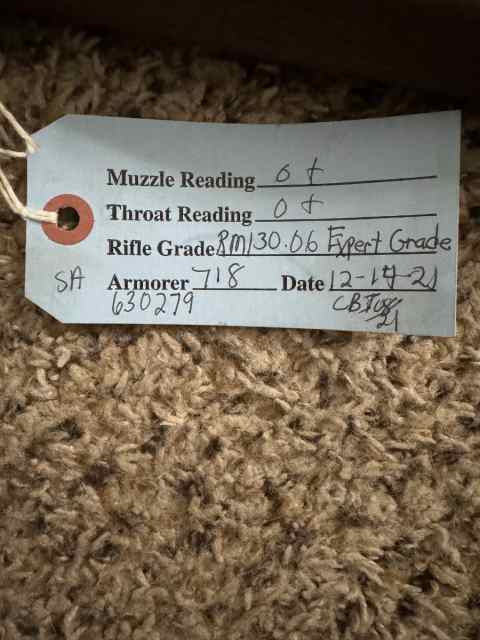 Muzzle Reading 0 +
Throat Reading 0 +
Rifle Grade RM130.06 Expert Grade
SA Armorer 718 Date 12-14-21
630279
21